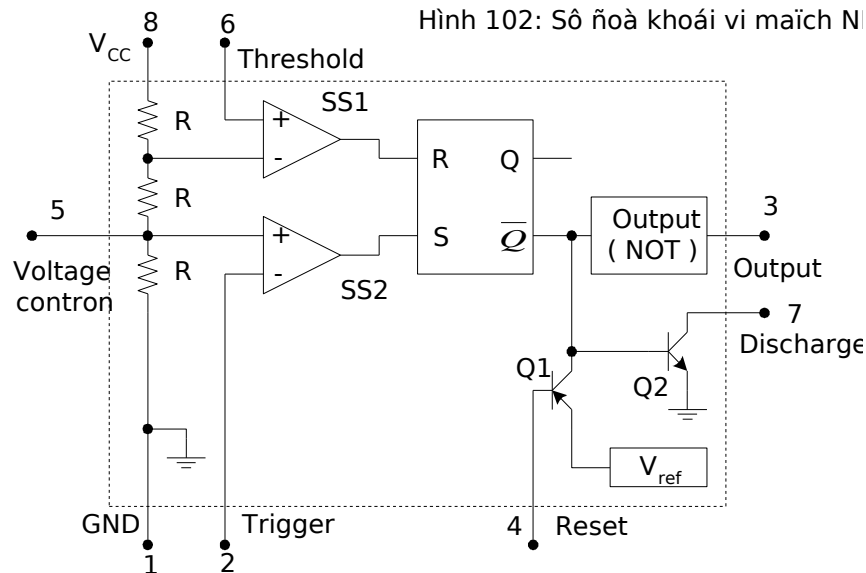 Hình 102: Sô ñoà khoái vi maïch
8
6
V_CC
Threshold
SS1
R
+
-
R
Q
R
5
3
+
S
Q̅
Output
( NOT )
-
Voltage
contron
R
SS2
Output
7
Discharge
Q1
Q2
V_ref
GND
Trigger
4
Reset
1
2